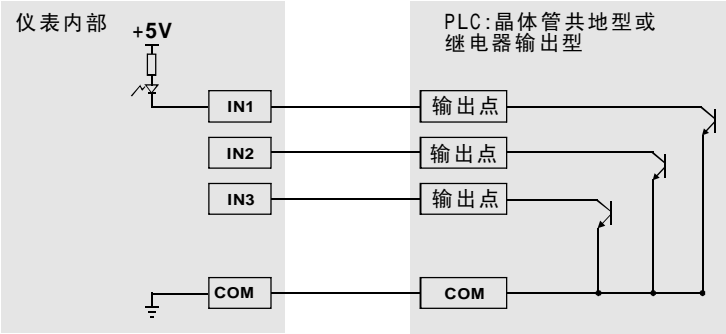 仪表内部
+5V
PLC:晶体管共地型或
继电器输出型
IN1
输出点
IN2
输出点
IN3
输出点
COM
COM